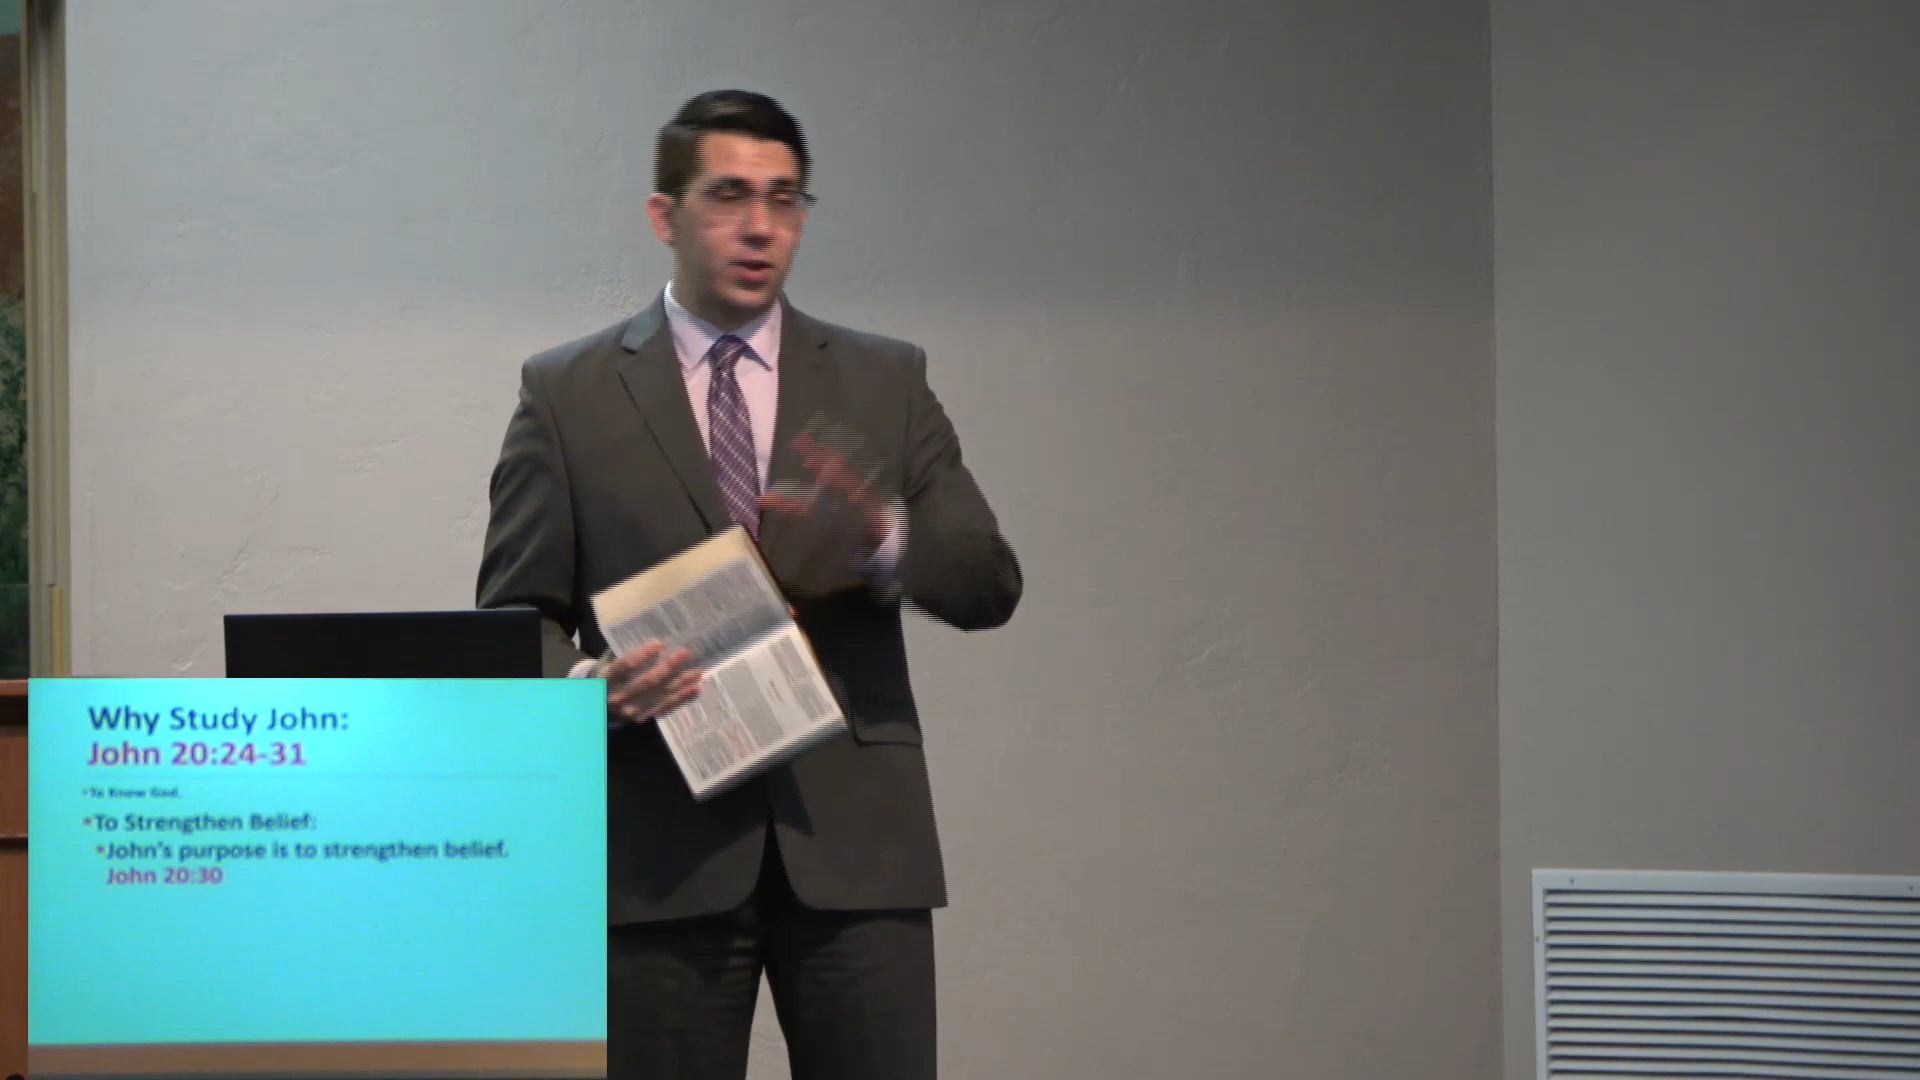 Why Study John:
John 20:24-31
•To Know God.
•To Strengthen Belief:
•John's purpose is to strengthen belief.
John 20:30